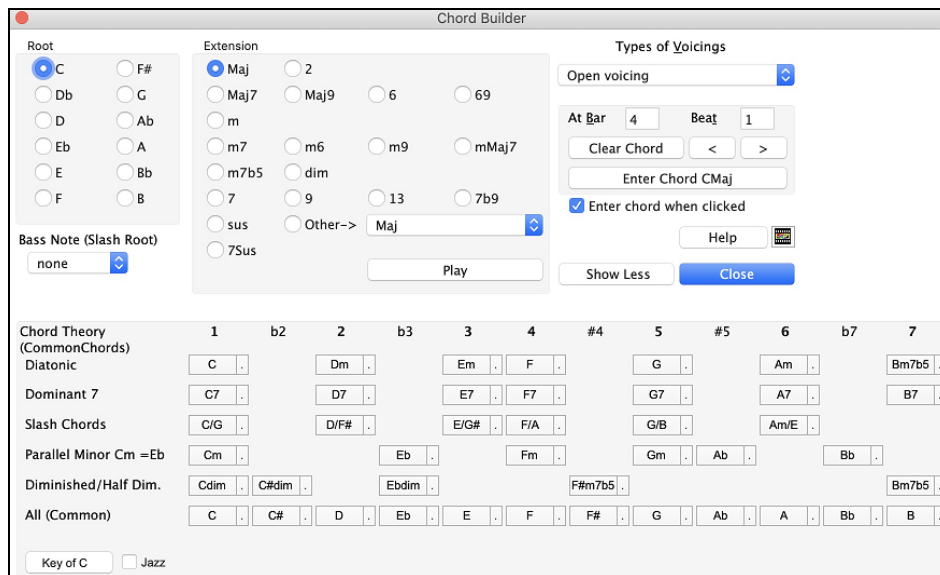 Chord Builder
Root
C F#
Db G
D Ab
Eb A
E Bb
F B
Bass Note (Slash Root)
none
Extension
Maj 2
Maj7 Maj9 6 69
m
m7 m6 m9 mMaj7
m7b5 dim
7 9 13 7b9
sus Other-> Maj
7Sus
Play
Types of Voicings
Open voicing
At Bar 4 Beat 1
Clear Chord < >
Enter Chord CMaj
Enter chord when clicked
Help
Show Less Close
Chord Theory 1 b2 2 b3 3 4 #4 5 #5 6 b7 7
(CommonChords)
Diatonic C . Dm . Em . F . G . Am . Bm7b5 .
Dominant 7 C7 . D7 . E7 . F7 . G7 . A7 . B7 .
Slash Chords C/G . D/F# . E/G# . F/A . G/B . Am/E .
Parallel Minor Cm =Eb Cm . Eb . Fm . Gm . Ab . Bb .
Diminished/Half Dim. Cdim . C#dim . Ebdim . F#m7b5 . Bm7b5 .
All (Common) C . C# . D . Eb . E . F . F# . G . Ab . A . Bb . B .
Key of C Jazz